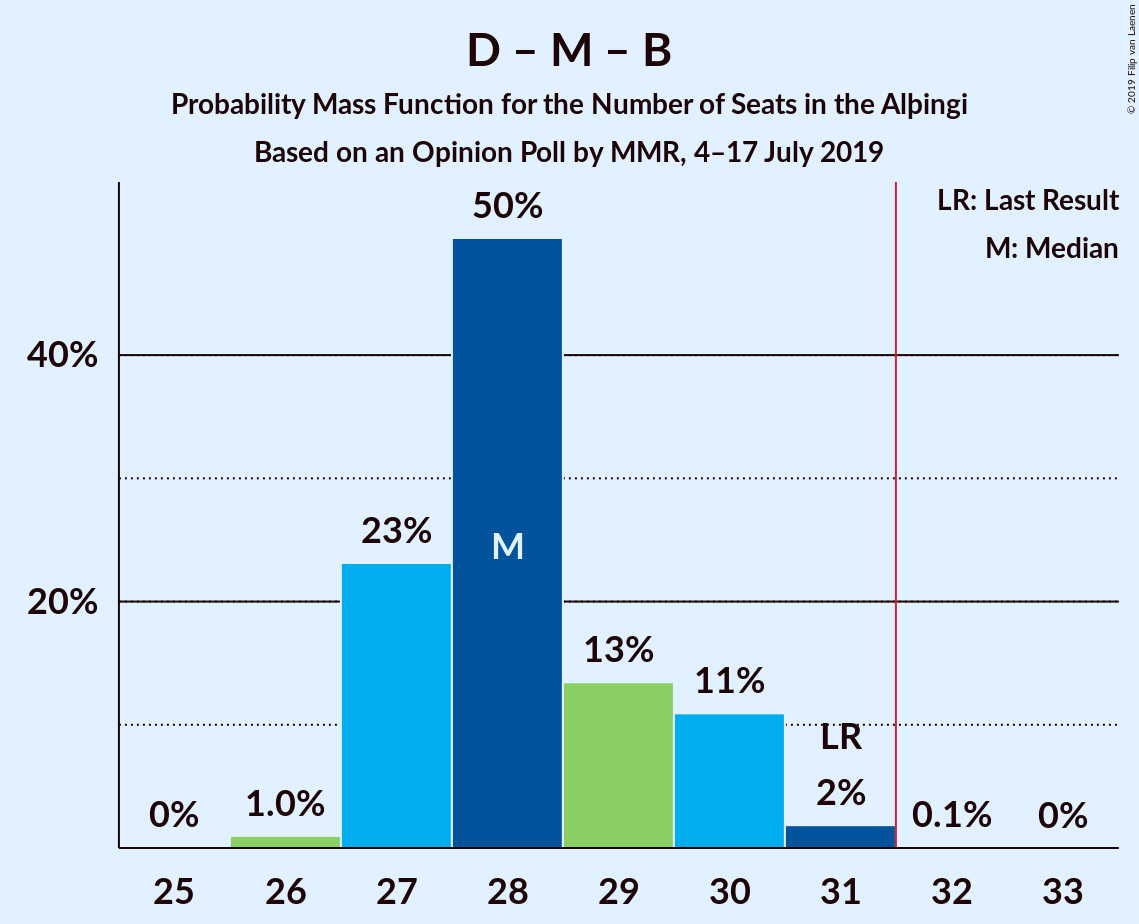 D – M – B
Probability Mass Function for the Number of Seats in the Alþingi
Based on an Opinion Poll by MMR, 4–17 July 2019
© 2019 Filip van Laenen
LR: Last Result
M: Median
50%
40%
M
23%
20%
13%
11%
LR
0%
1.0%
2%
0.1%
0%
25 26 27 28 29 30 31 32 33